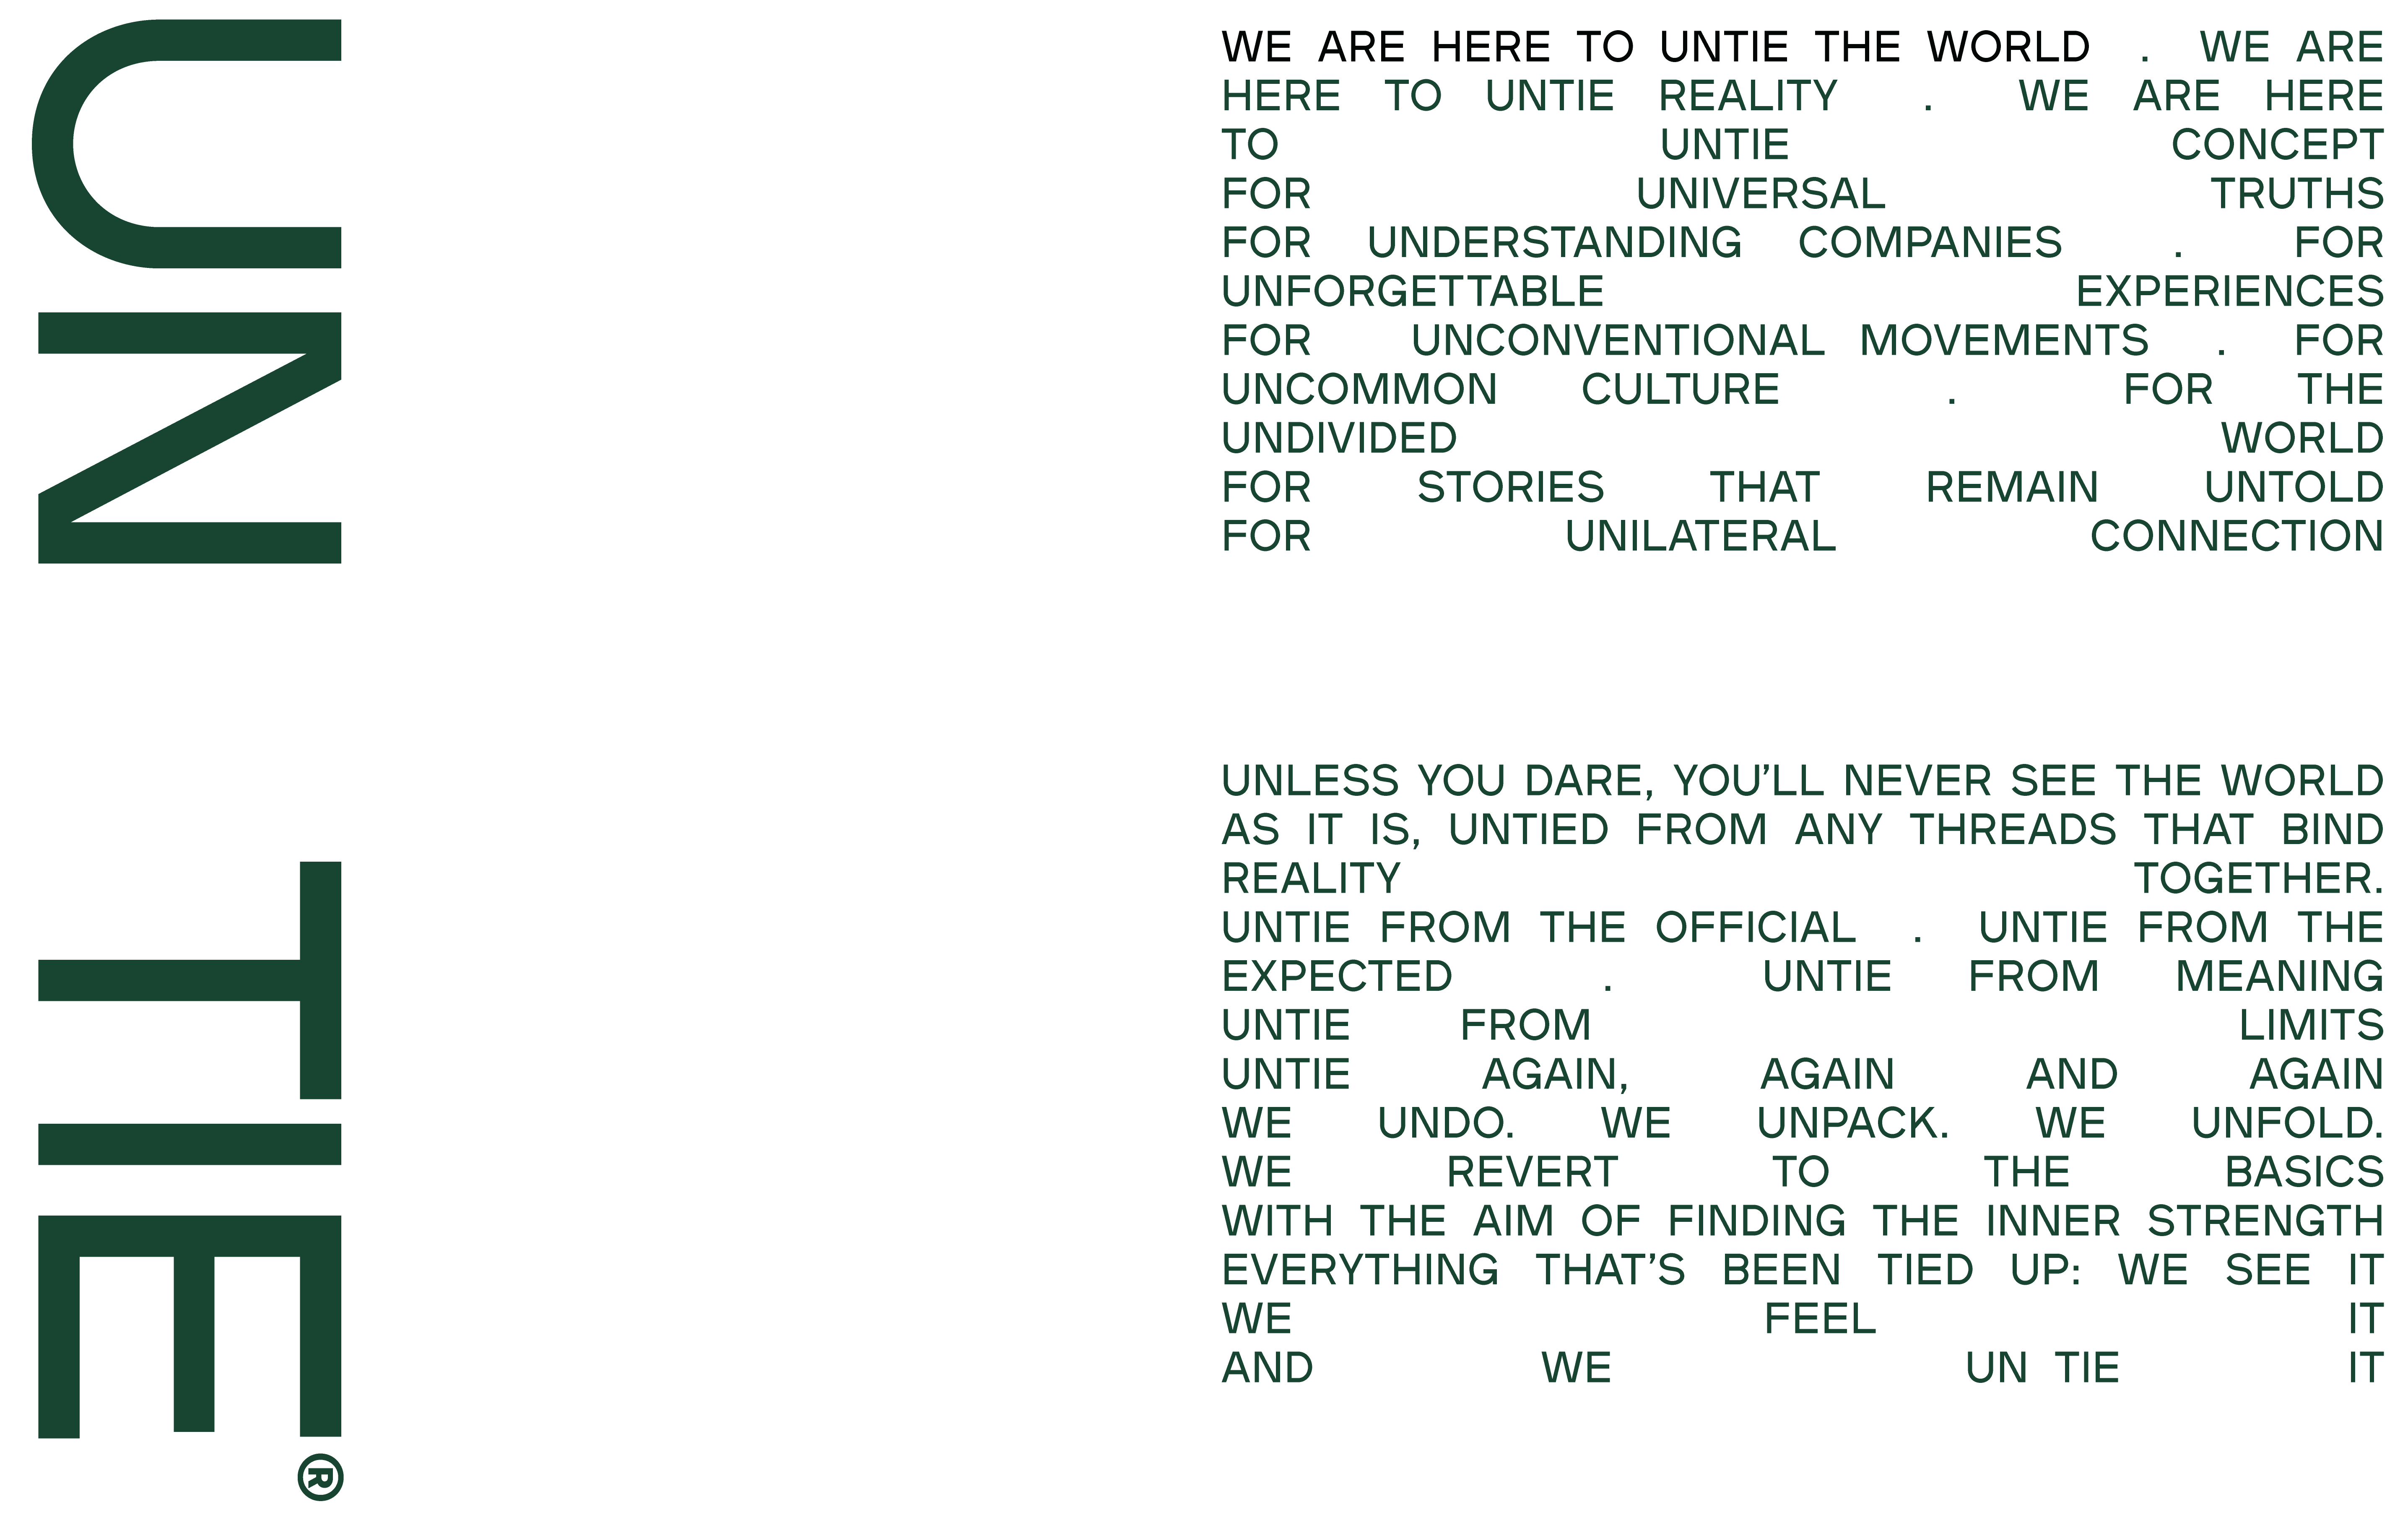 UN TIE®
WE ARE HERE TO UNTIE THE WORLD . WE ARE
HERE TO UNTIE REALITY . WE ARE HERE
TO UNTIE CONCEPT
FOR UNIVERSAL TRUTHS
FOR UNDERSTANDING COMPANIES . FOR
UNFORGETTABLE EXPERIENCES
FOR UNCONVENTIONAL MOVEMENTS . FOR
UNCOMMON CULTURE . FOR THE
UNDIVIDED WORLD
FOR STORIES THAT REMAIN UNTOLD
FOR UNILATERAL CONNECTION
UNLESS YOU DARE, YOU’LL NEVER SEE THE WORLD
AS IT IS, UNTIED FROM ANY THREADS THAT BIND
REALITY TOGETHER.
UNTIE FROM THE OFFICIAL . UNTIE FROM THE
EXPECTED . UNTIE FROM MEANING
UNTIE FROM LIMITS
UNTIE AGAIN, AGAIN AND AGAIN
WE UNDO. WE UNPACK. WE UNFOLD.
WE REVERT TO THE BASICS
WITH THE AIM OF FINDING THE INNER STRENGTH
EVERYTHING THAT’S BEEN TIED UP: WE SEE IT
WE FEEL IT
AND WE UN TIE IT